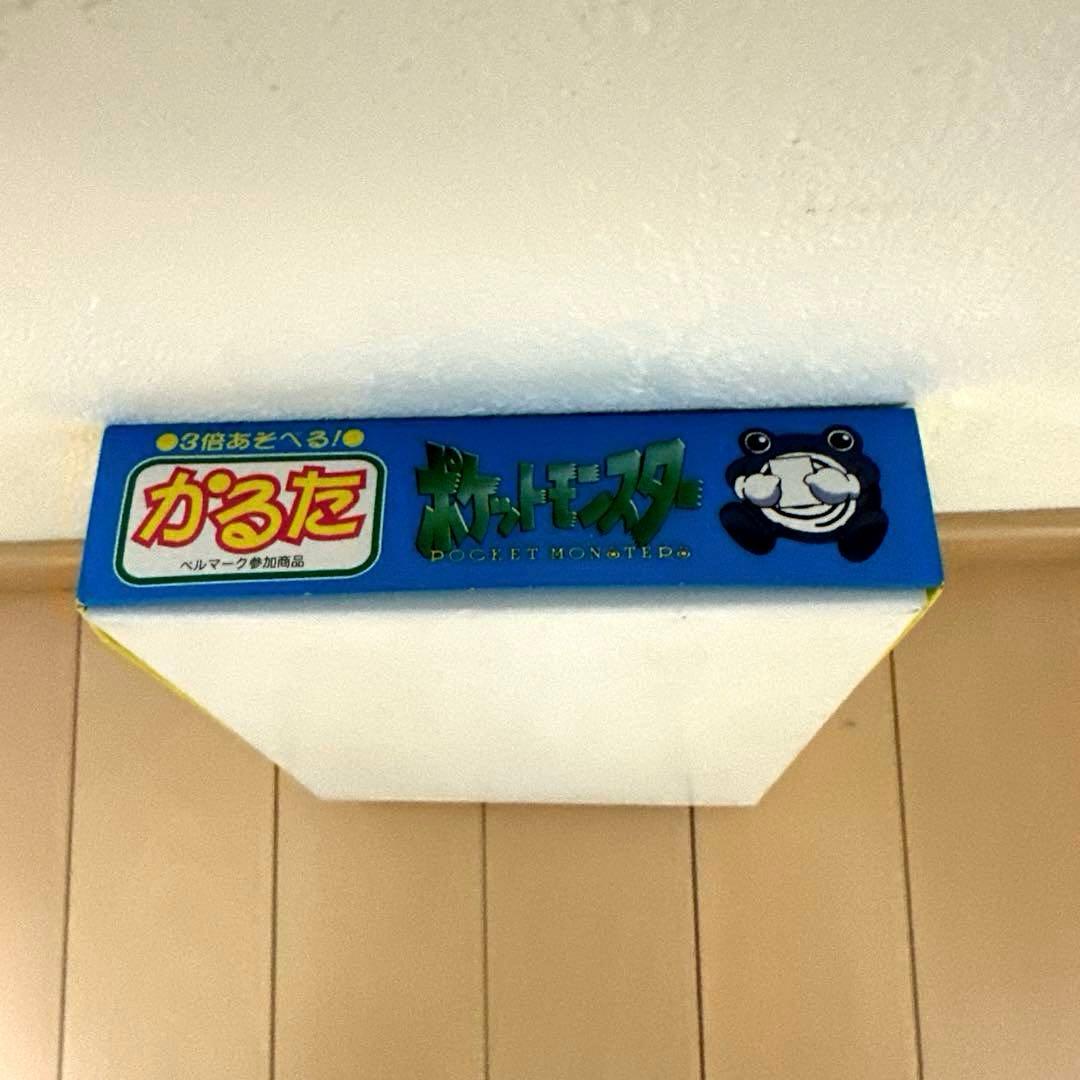 ●3倍あそべる!●
かるた
ベルマーク参加商品
ポケットモンスター
POCKET MONSTERS